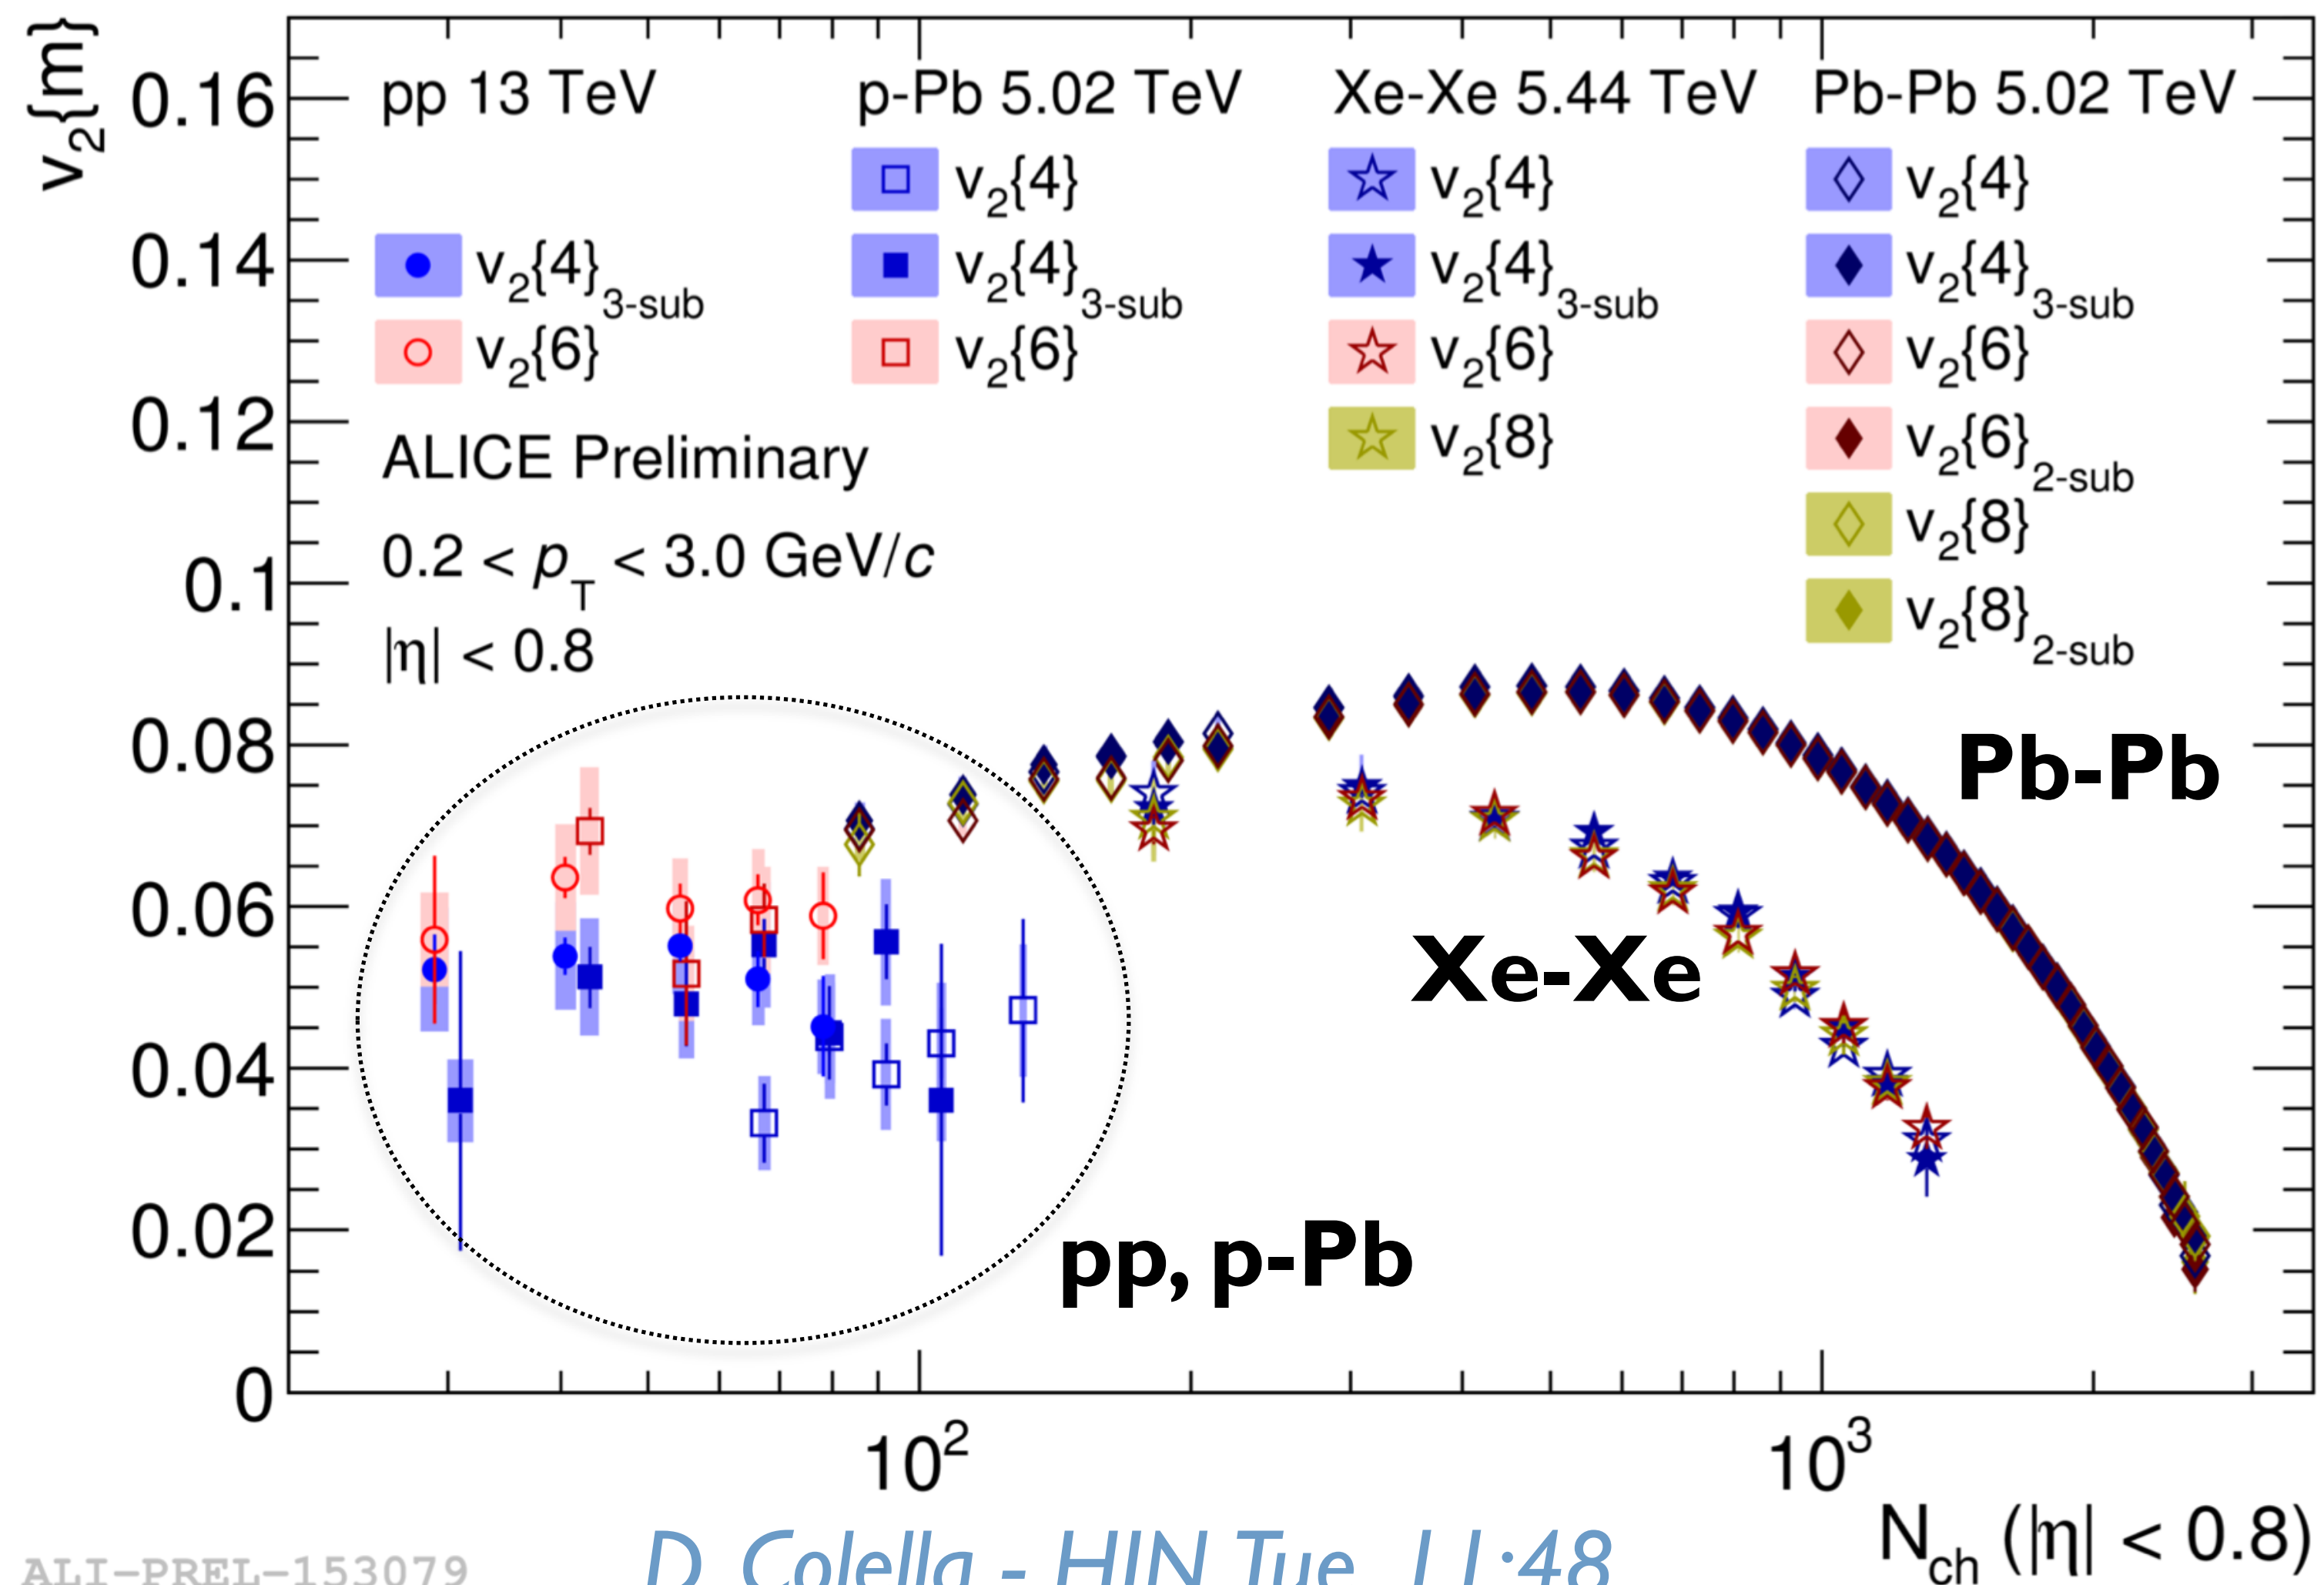 v2{m}
0.16
0.14
0.12
0.1
0.08
0.06
0.04
0.02
0
pp 13 TeV
v2{4}3-sub
v2{6}
p-Pb 5.02 TeV
v2{4}
v2{4}3-sub
v2{6}
Xe-Xe 5.44 TeV
v2{4}
v2{4}3-sub
v2{6}
v2{8}
Pb-Pb 5.02 TeV
v2{4}
v2{4}3-sub
v2{6}
v2{6}2-sub
v2{8}
v2{8}2-sub
ALICE Preliminary
0.2 < pT < 3.0 GeV/c
|η| < 0.8
Pb-Pb
Xe-Xe
pp, p-Pb
10²
10³
Nch (|η| < 0.8)
ALI-PREL-153079
D. Colella - HIN Tue. 11:48